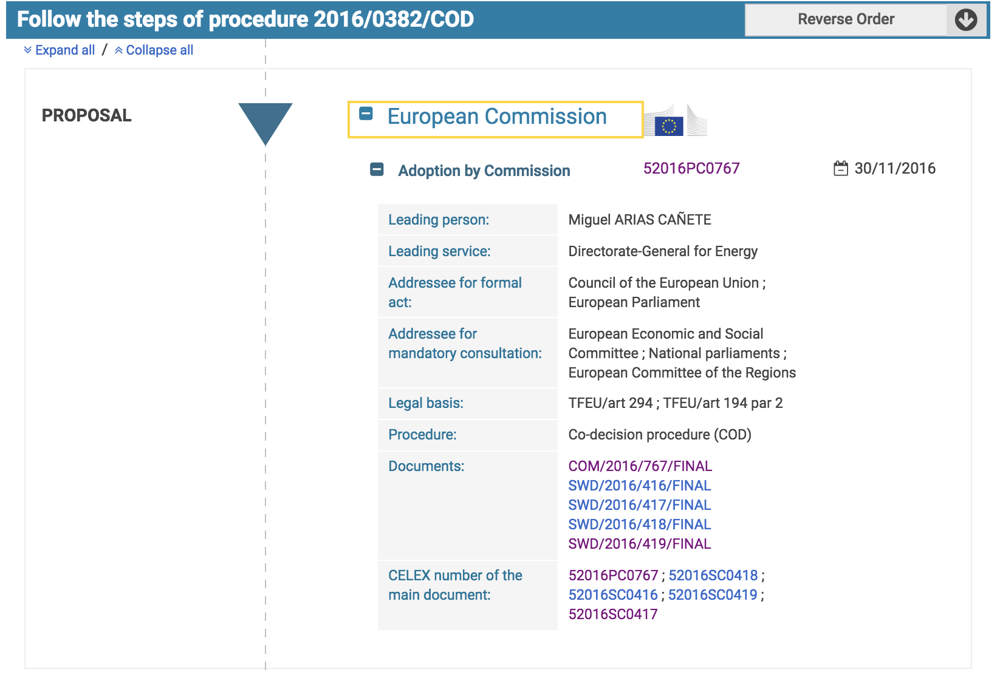 Follow the steps of procedure 2016/0382/COD
Reverse Order
Expand all / Collapse all
PROPOSAL
European Commission
Adoption by Commission 52016PC0767 30/11/2016
Leading person: Miguel ARIAS CAÑETE
Leading service: Directorate-General for Energy
Addressee for formal act:
Council of the European Union ;
European Parliament
Addressee for mandatory consultation:
European Economic and Social
Committee ; National parliaments ;
European Committee of the Regions
Legal basis: TFEU/art 294 ; TFEU/art 194 par 2
Procedure: Co-decision procedure (COD)
Documents: COM/2016/767/FINAL
SWD/2016/416/FINAL
SWD/2016/417/FINAL
SWD/2016/418/FINAL
SWD/2016/419/FINAL
CELEX number of the main document:
52016PC0767 ; 52016SC0418 ;
52016SC0416 ; 52016SC0419 ;
52016SC0417